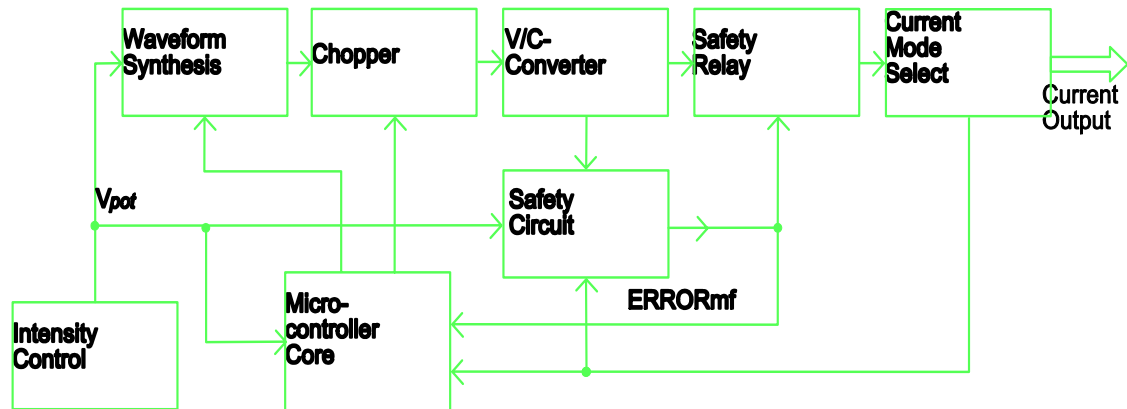 Waveform
Synthesis
Chopper
V/C-
Converter
Safety
Relay
Current
Mode
Select
Current
Output
Vpot
Safety
Circuit
Intensity
Control
Micro-
controller
Core
ERRORmf